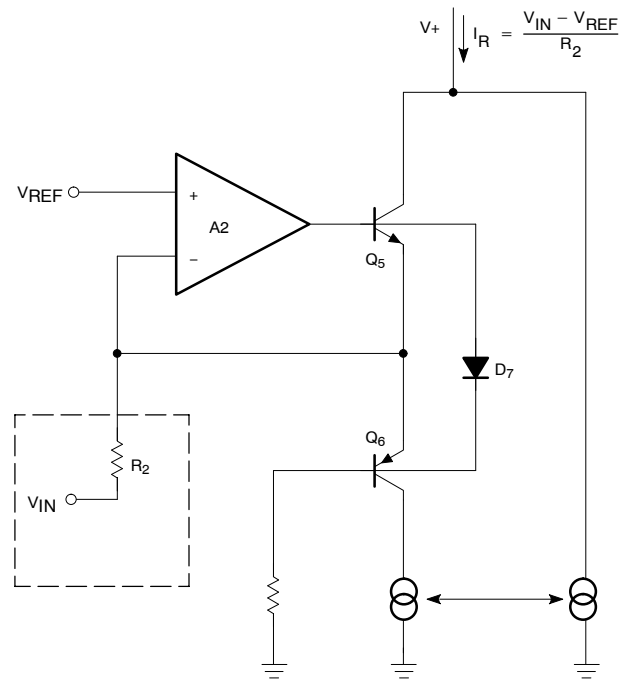 V+
I_R = (V_IN − V_REF) / R_2
V_REF
+
A2
−
Q_5
D_7
Q_6
R_2
V_IN